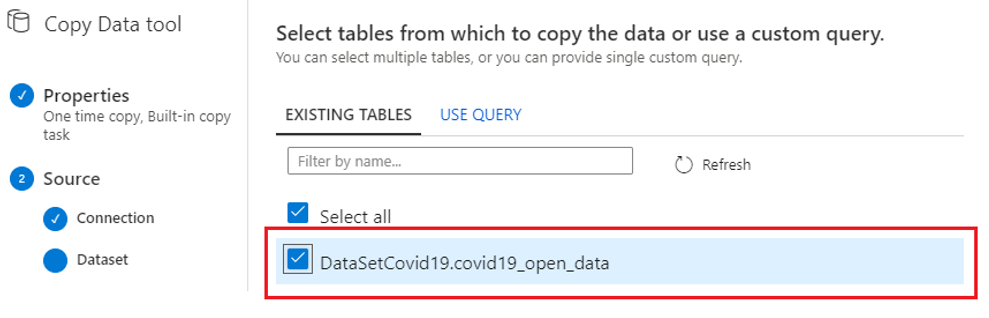 Copy Data tool
Properties
One time copy, Built-in copy
task
2
Source
Connection
Dataset
Select tables from which to copy the data or use a custom query.
You can select multiple tables, or you can provide single custom query.
EXISTING TABLES USE QUERY
Filter by name...
Refresh
Select all
DataSetCovid19.covid19_open_data